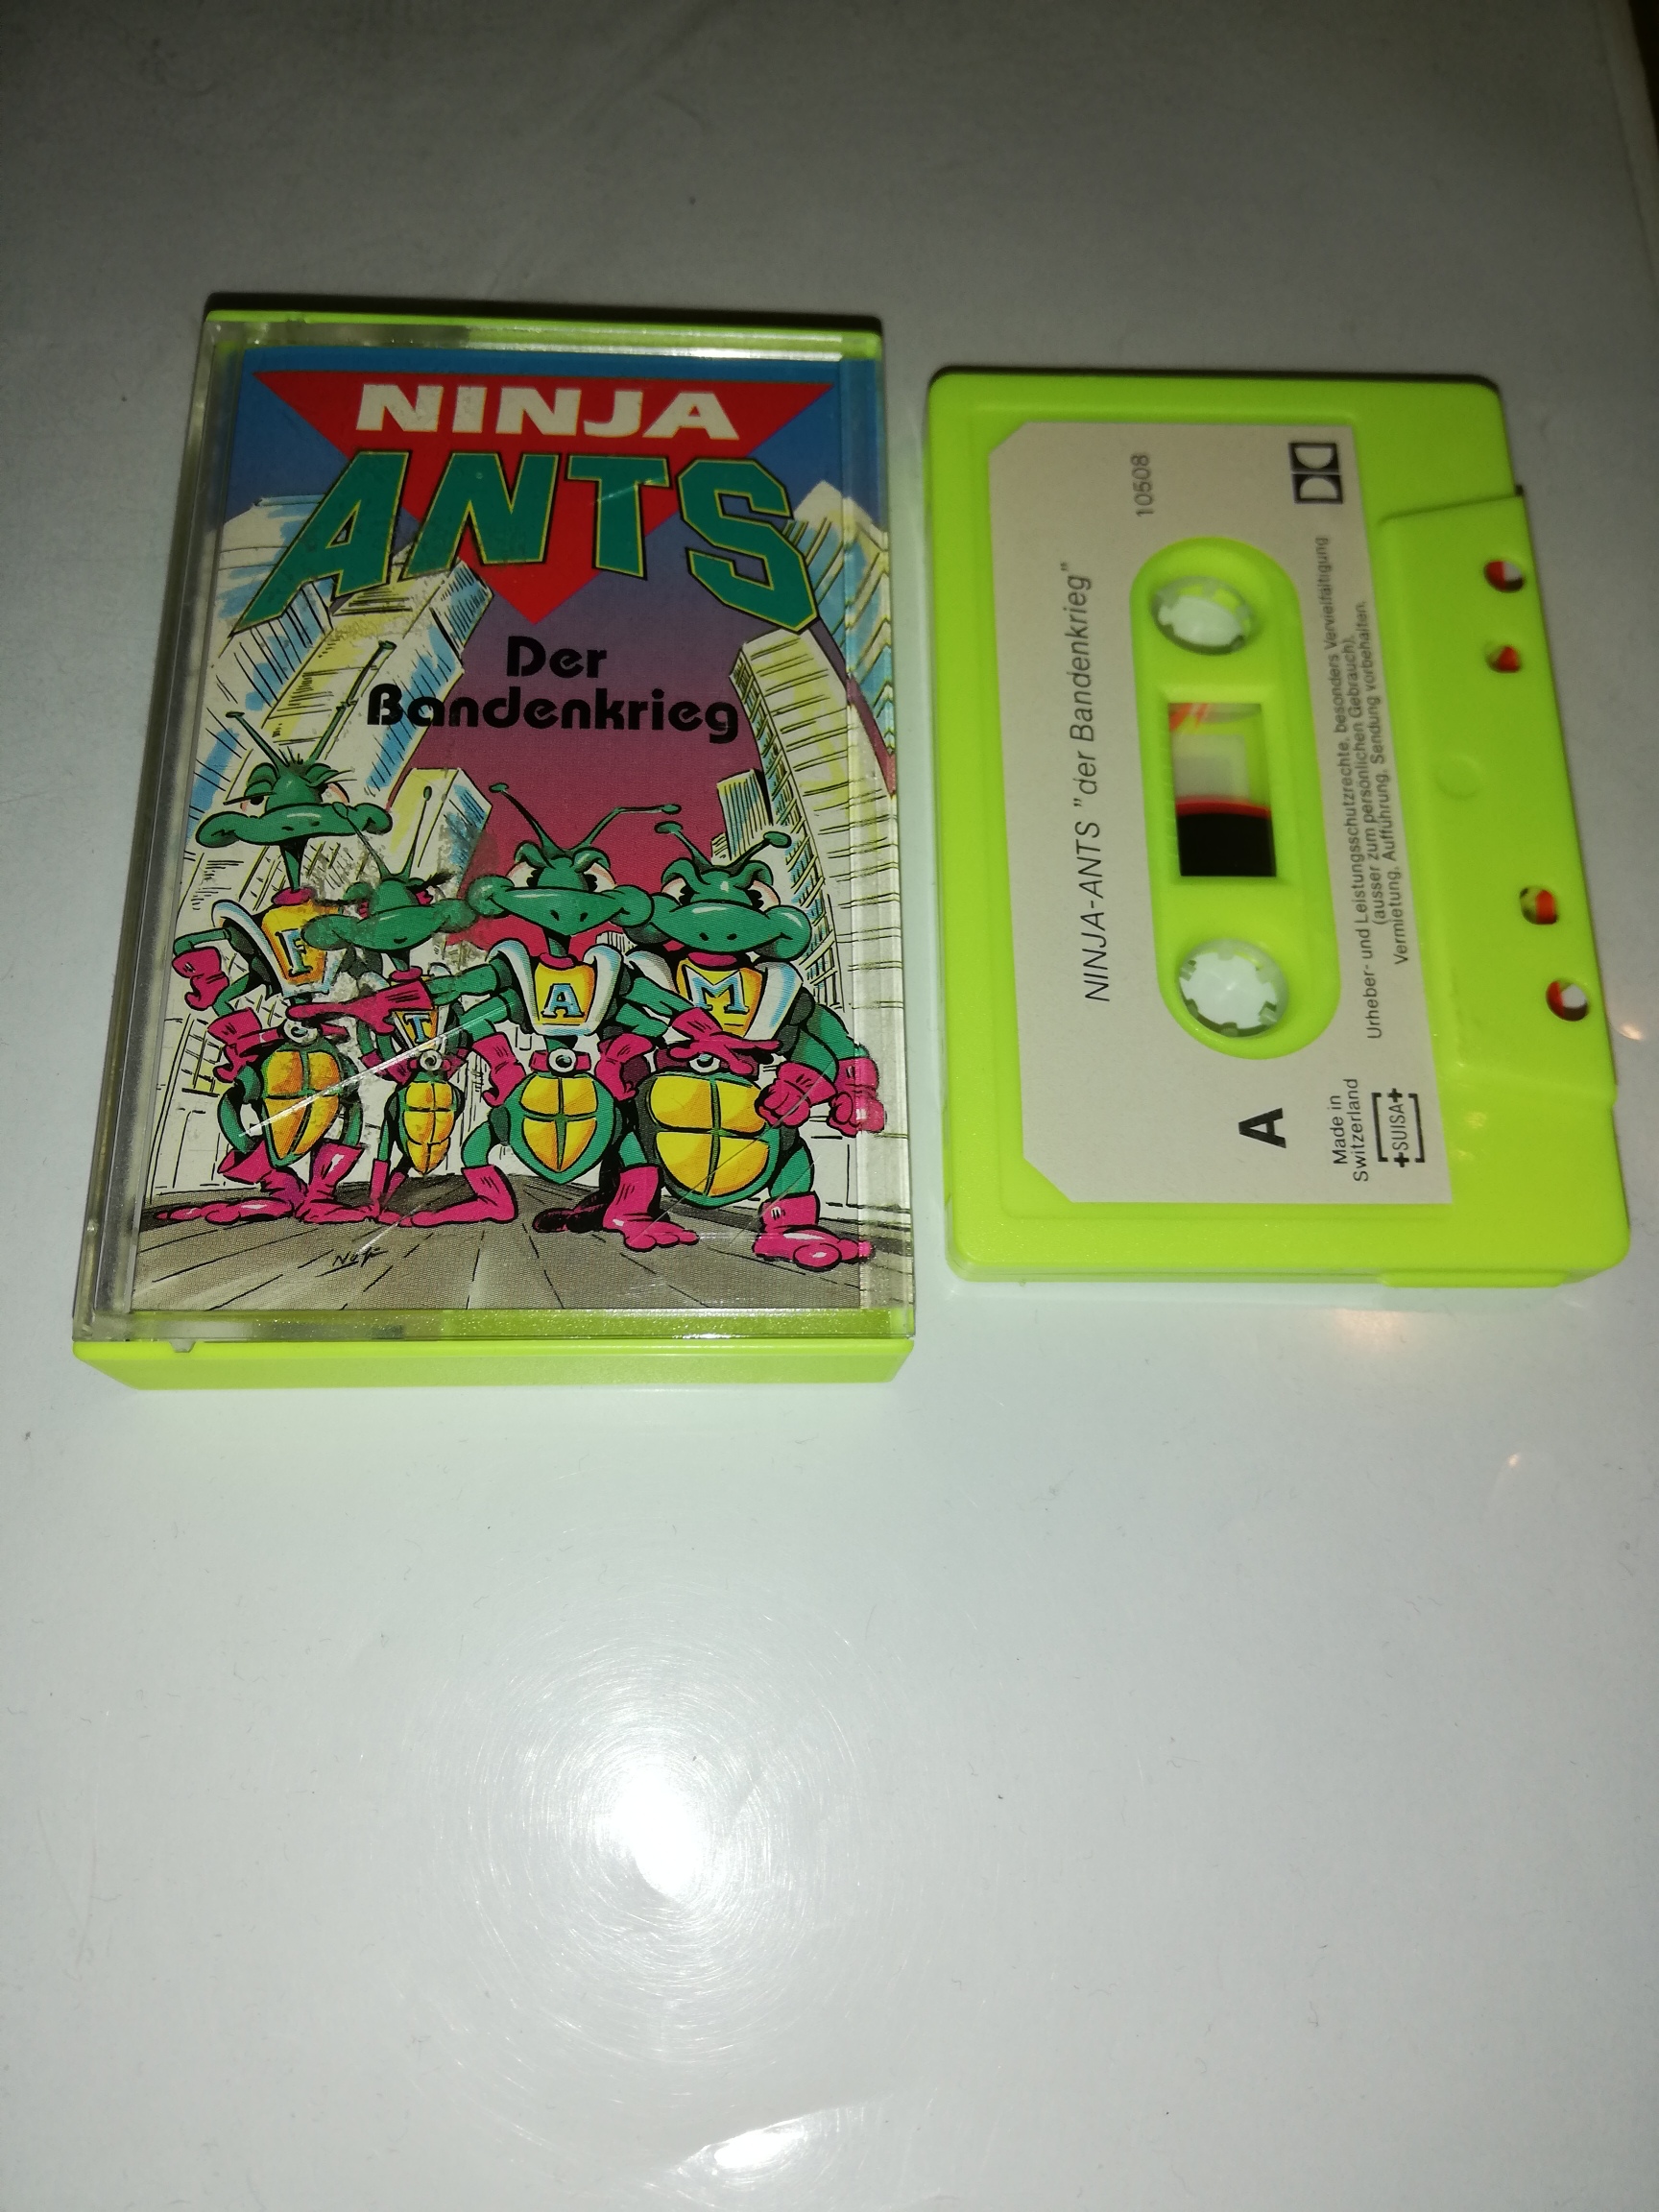 NINJA
ANTS
Der
Bandenkrieg
F
T
A
M
NINJA-ANTS "der Bandenkrieg"
10508
A
Made in
Switzerland
SUISA
Urheber- und Leistungsschutzrechte, besonders Vervielfältigung
(ausser zum persönlichen Gebrauch),
Vermietung, Aufführung, Sendung vorbehalten.